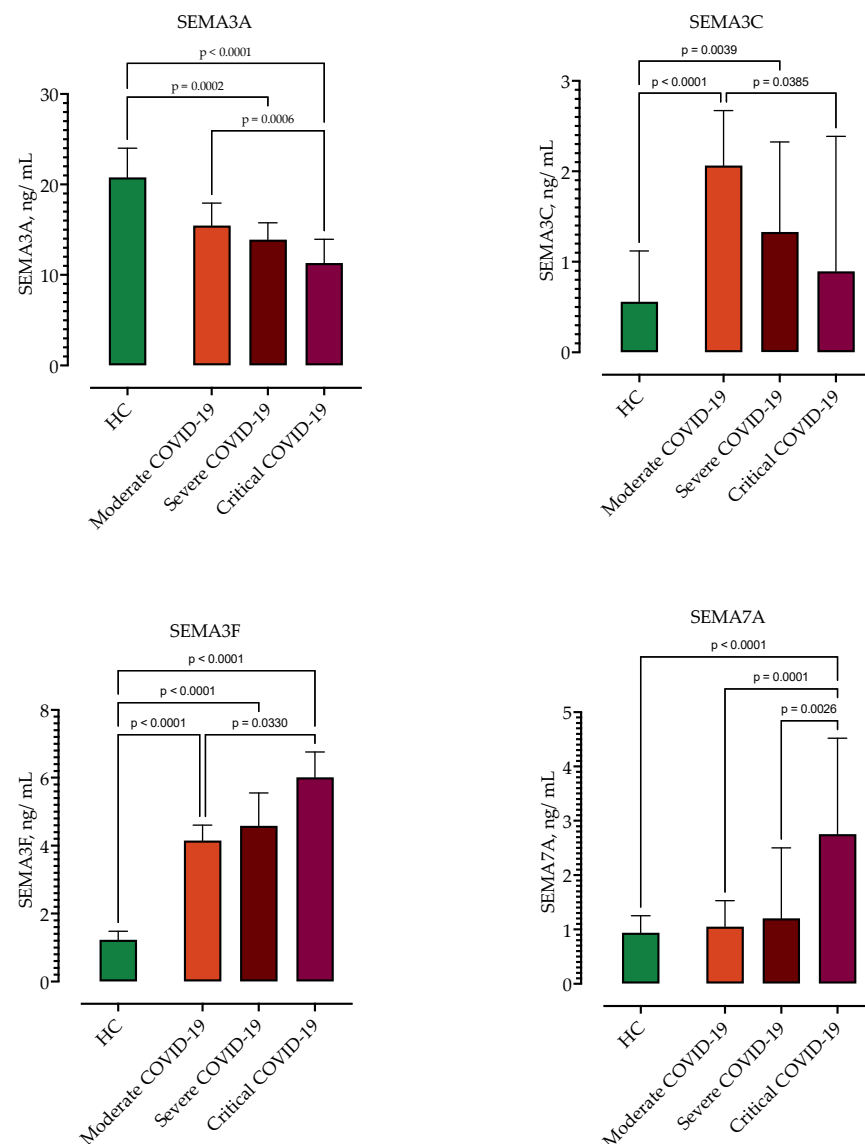 SEMA3A
p < 0.0001
p = 0.0002
p = 0.0006
30
20
10
0
SEMA3A, ng/ mL
HC
Moderate COVID-19
Severe COVID-19
Critical COVID-19
SEMA3C
p = 0.0039
p < 0.0001
p = 0.0385
3
2
1
0
SEMA3C, ng/ mL
HC
Moderate COVID-19
Severe COVID-19
Critical COVID-19
SEMA3F
p < 0.0001
p < 0.0001
p < 0.0001
p = 0.0330
8
6
4
2
0
SEMA3F, ng/ mL
HC
Moderate COVID-19
Severe COVID-19
Critical COVID-19
SEMA7A
p < 0.0001
p = 0.0001
p = 0.0026
5
4
3
2
1
0
SEMA7A, ng/ mL
HC
Moderate COVID-19
Severe COVID-19
Critical COVID-19